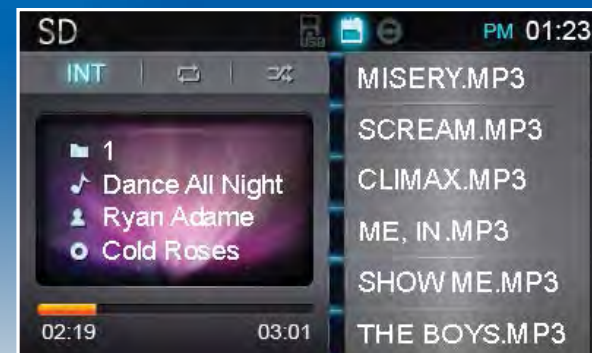 SD
USB
PM 01:23
INT
1
Dance All Night
Ryan Adame
Cold Roses
02:19 03:01
MISERY.MP3
SCREAM.MP3
CLIMAX.MP3
ME, IN.MP3
SHOW ME.MP3
THE BOYS.MP3